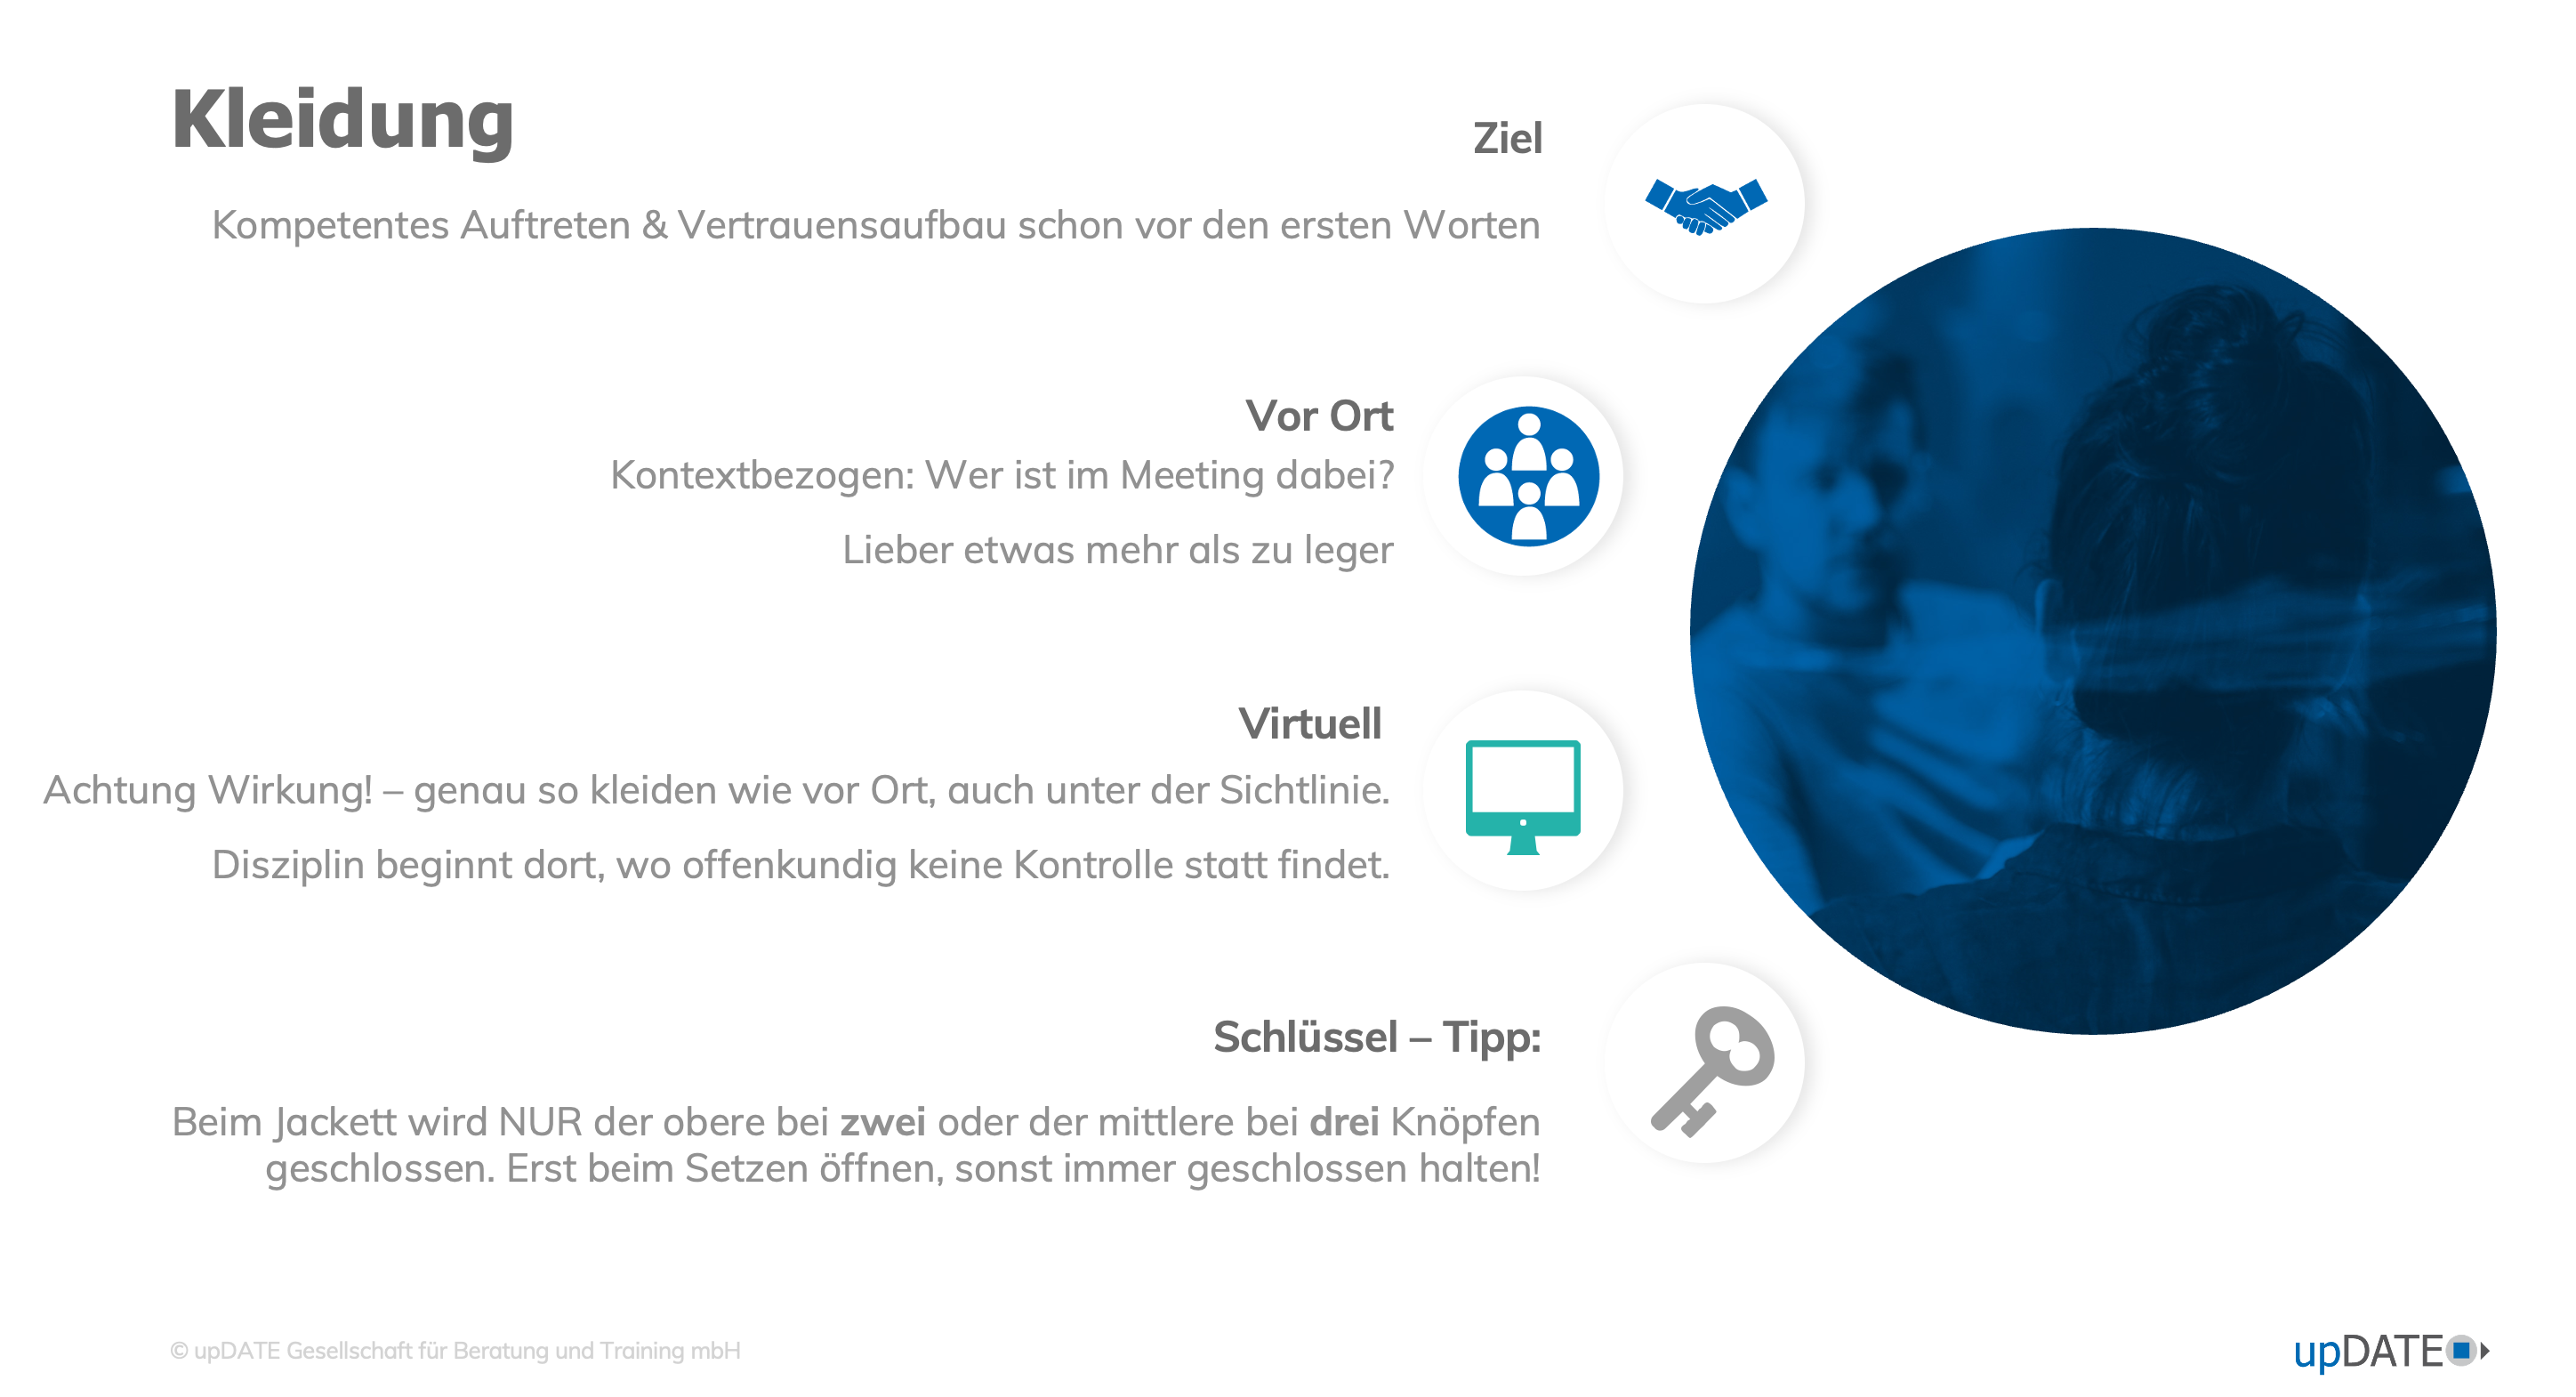 Kleidung
Ziel
Kompetentes Auftreten & Vertrauensaufbau schon vor den ersten Worten
Vor Ort
Kontextbezogen: Wer ist im Meeting dabei?
Lieber etwas mehr als zu leger
Virtuell
Achtung Wirkung! – genau so kleiden wie vor Ort, auch unter der Sichtlinie.
Disziplin beginnt dort, wo offenkundig keine Kontrolle statt findet.
Schlüssel – Tipp:
Beim Jackett wird NUR der obere bei zwei oder der mittlere bei drei Knöpfen
geschlossen. Erst beim Setzen öffnen, sonst immer geschlossen halten!
© upDATE Gesellschaft für Beratung und Training mbH
upDATE